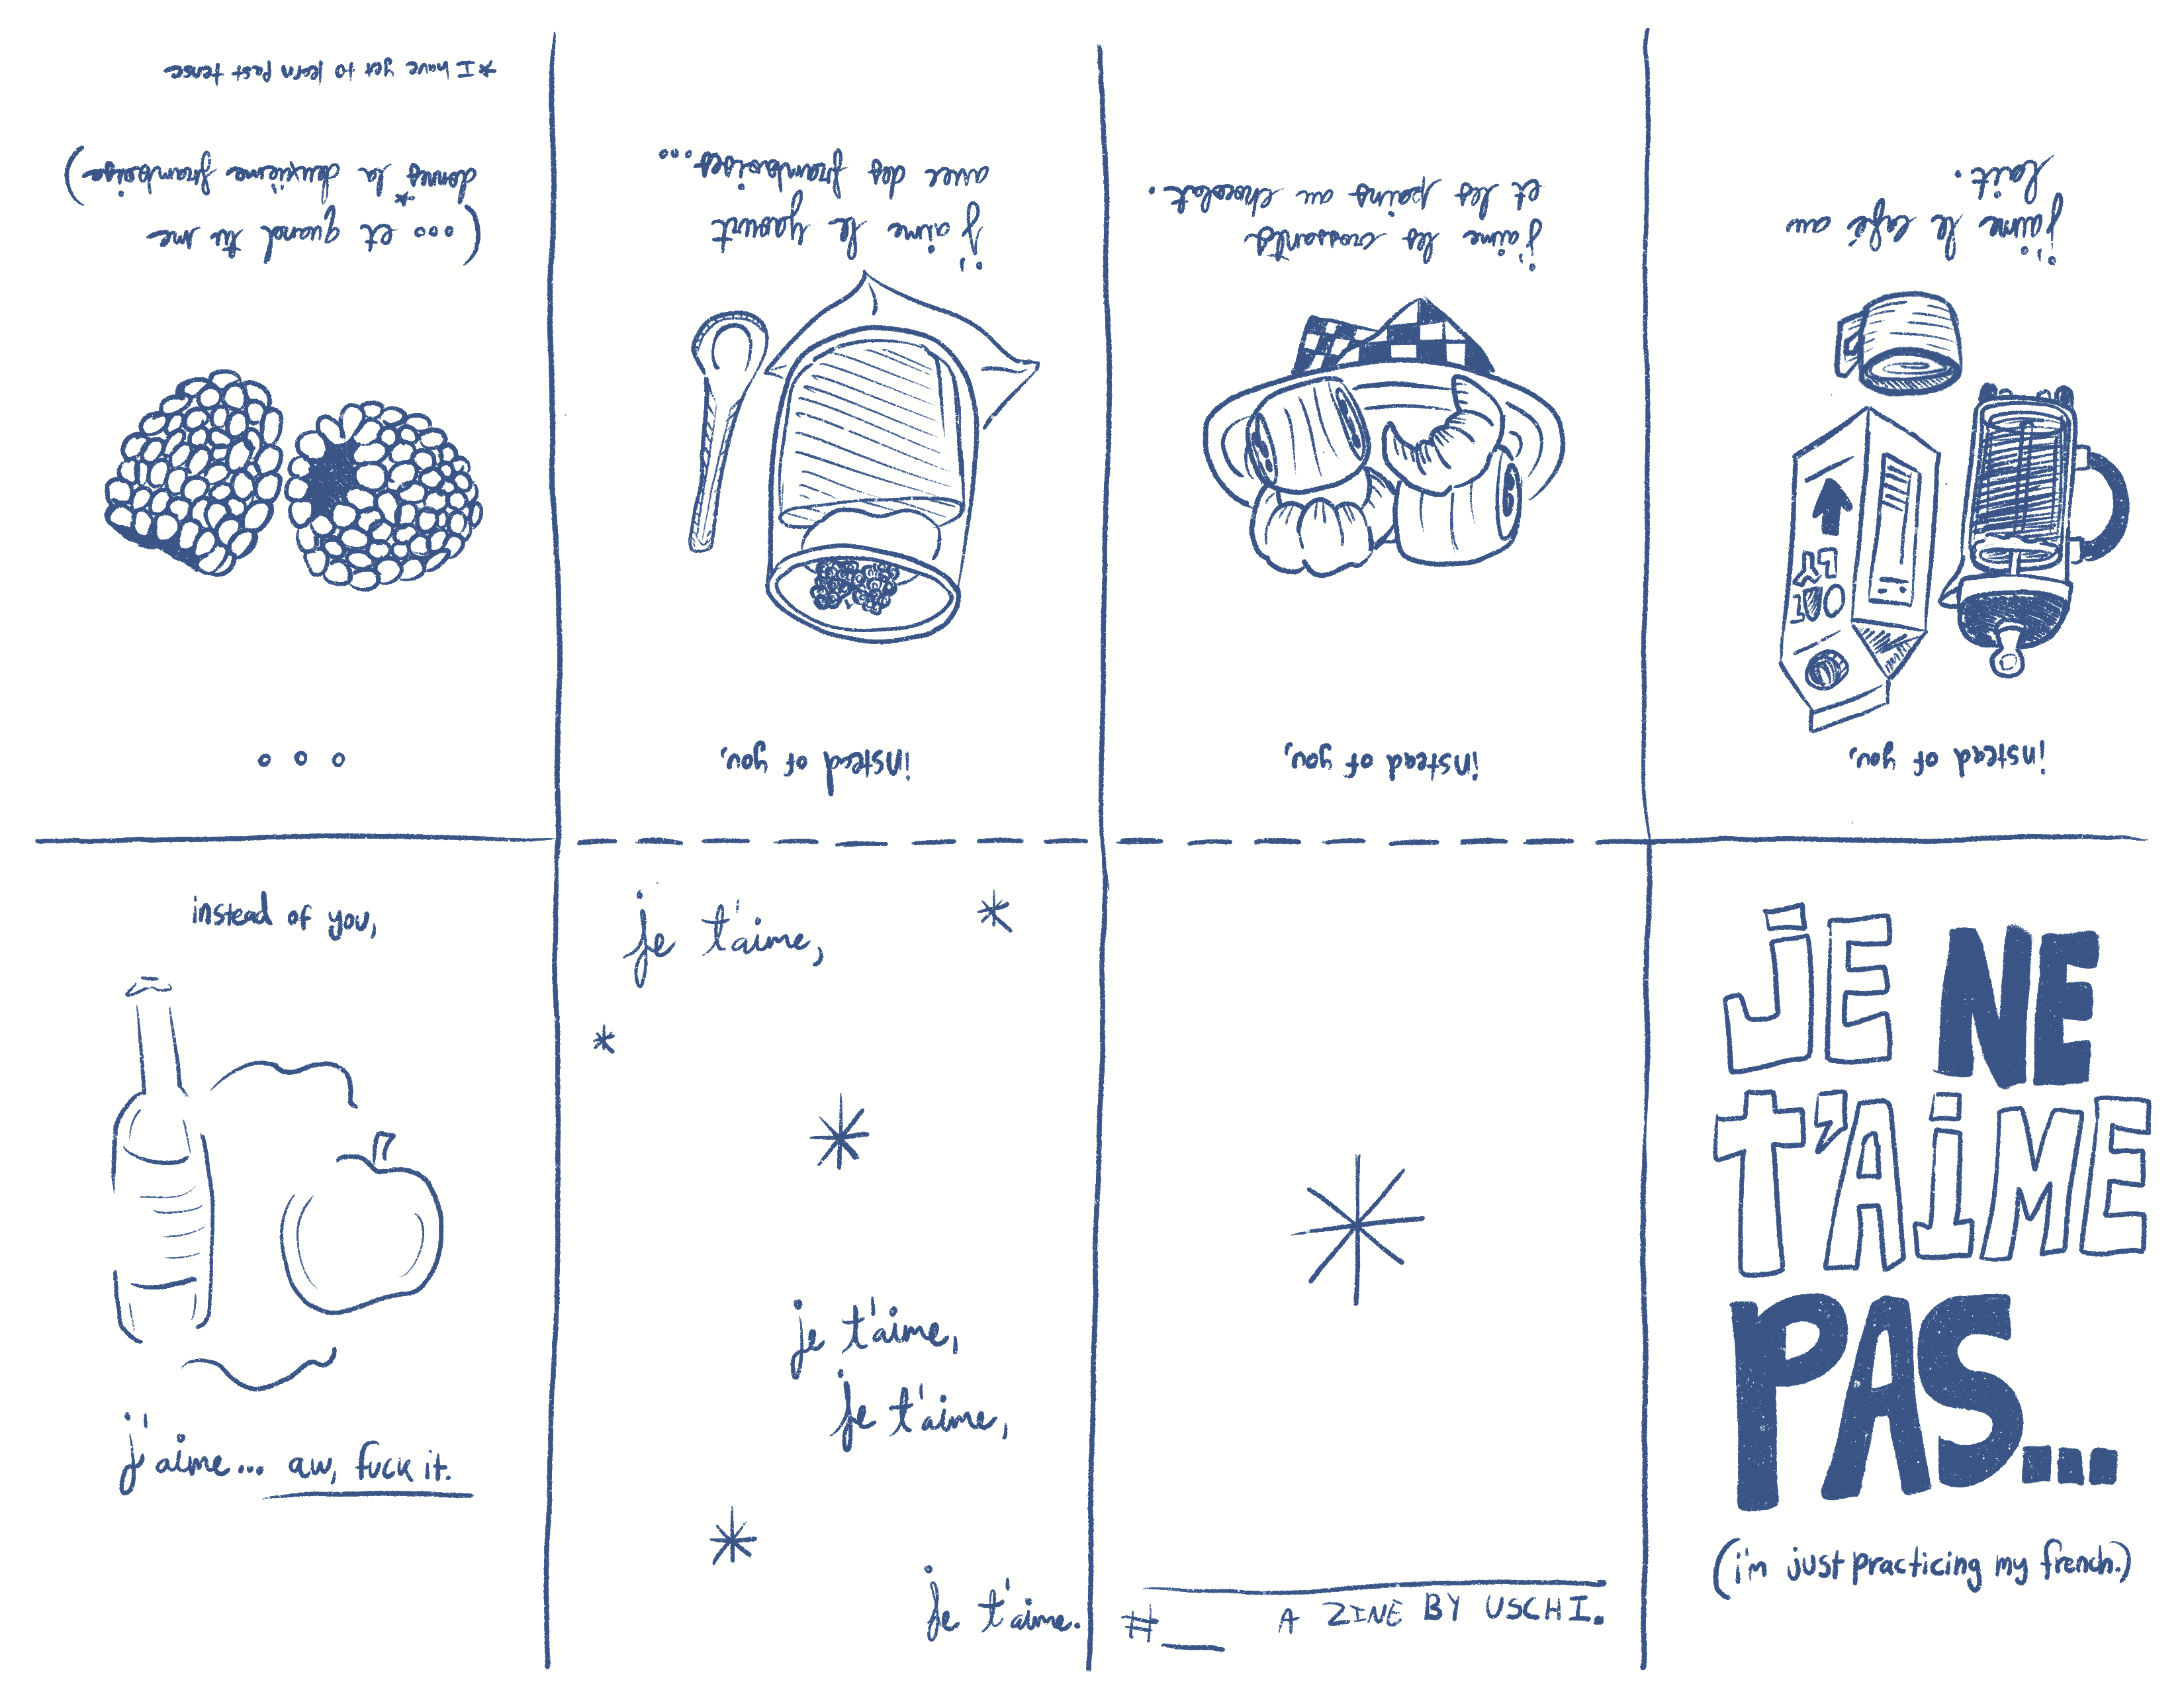 JE NE
T'AIME
PAS...
(i'm just practicing my french.)
instead of you,
OAT
LY
j'aime le café au
lait.
instead of you,
j'aime les croissants
et les pains au chocolat.
instead of you,
j'aime le yaourt
avec des framboises...
...
(... et quand tu me
donnes* la deuxième framboise)
*I have yet to learn past tense
instead of you,
j'aime... aw, fuck it.
je t'aime,
je t'aime,
je t'aime,
je t'aime.
#__ A ZINE BY USCHI.